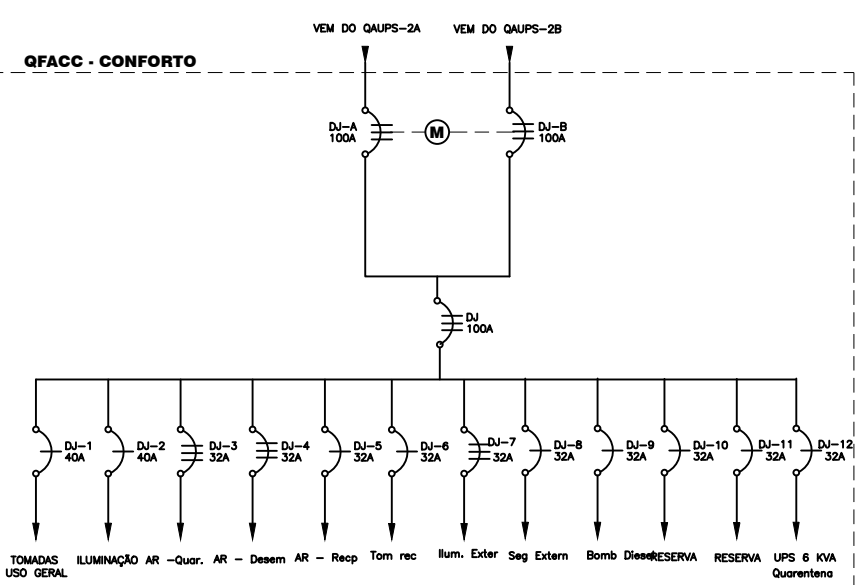 VEM DO QAUPS-2A
VEM DO QAUPS-2B
QFACC - CONFORTO
DJ-A
100A
M
DJ-B
100A
DJ
100A
DJ-1
40A
DJ-2
40A
DJ-3
32A
DJ-4
32A
DJ-5
32A
DJ-6
32A
DJ-7
32A
DJ-8
32A
DJ-9
32A
DJ-10
32A
DJ-11
32A
DJ-12
32A
TOMADAS
USO GERAL
ILUMINAÇÃO
AR -Quar.
AR - Desem
AR - Recp
Tom rec
Ilum. Exter
Seg Extern
Bomb Diesel
RESERVA
RESERVA
UPS 6 KVA
Quarentena